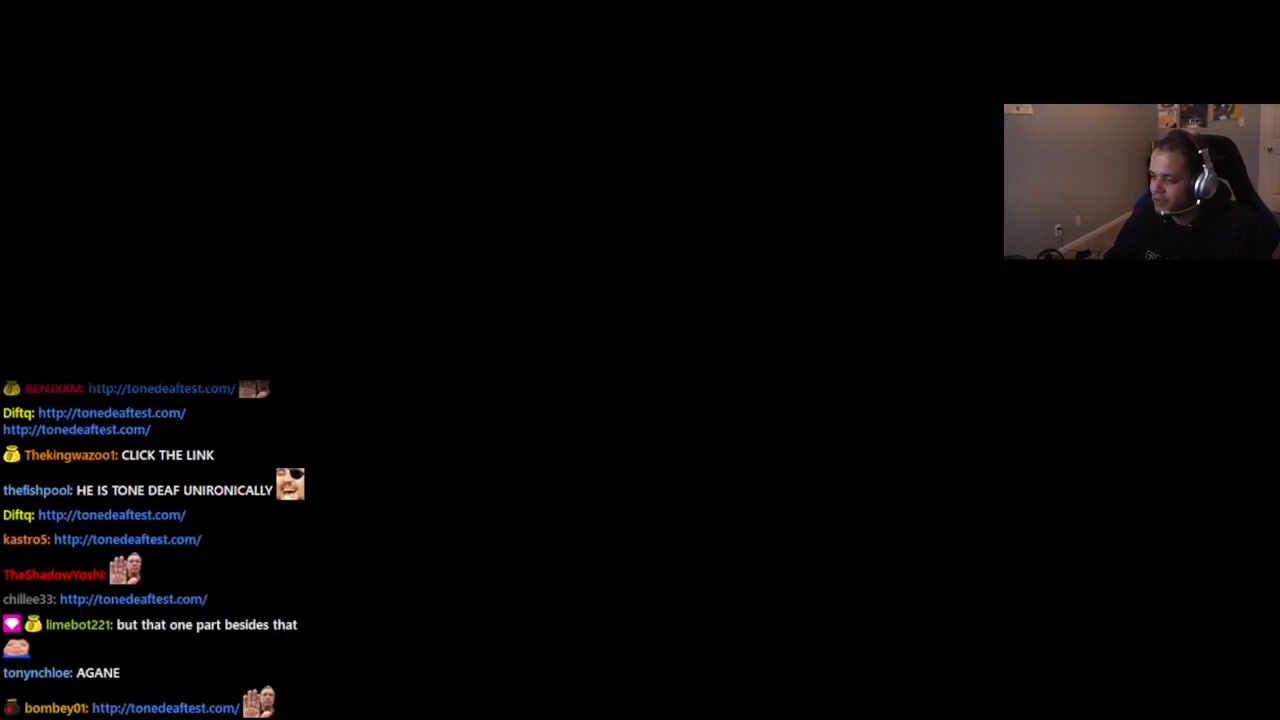 BENJXXM: http://tonedeaftest.com/
Diftq: http://tonedeaftest.com/
http://tonedeaftest.com/
Thekingwazoo1: CLICK THE LINK
thefishpool: HE IS TONE DEAF UNIRONICALLY
Diftq: http://tonedeaftest.com/
kastro5: http://tonedeaftest.com/
TheShadowYoshi:
chillee33: http://tonedeaftest.com/
limebot221: but that one part besides that
tonynchloe: AGANE
bombey01: http://tonedeaftest.com/